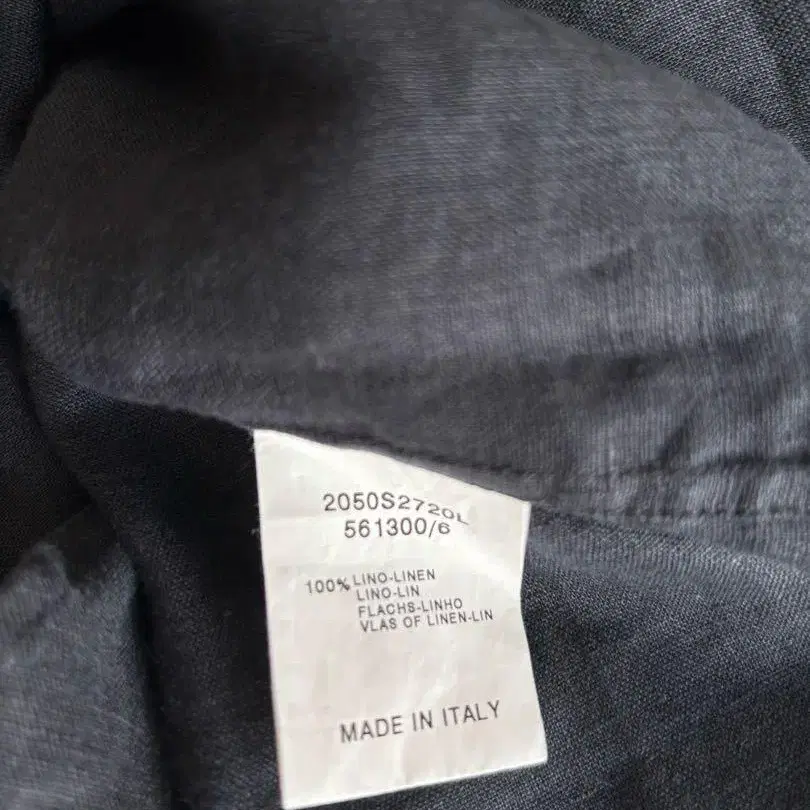 2050S2720L
561300/6
100% LINO-LINEN
LINO-LIN
FLACHS-LINHO
VLAS OF LINEN-LIN
MADE IN ITALY